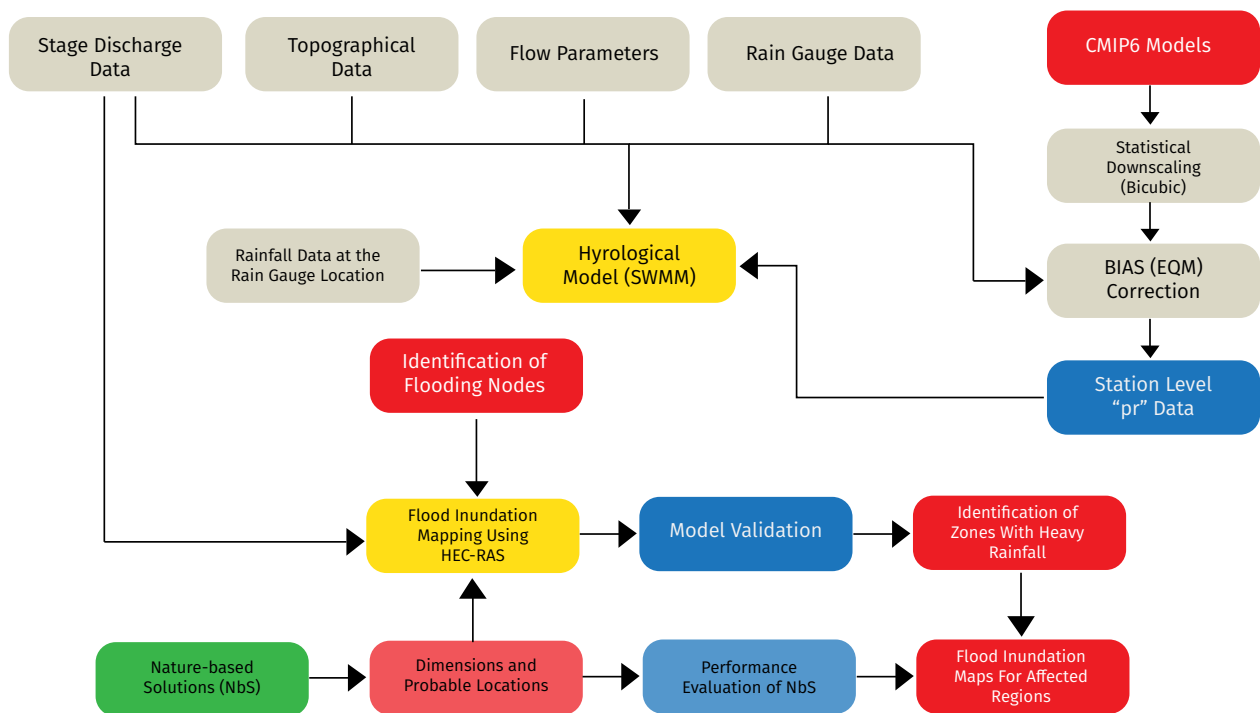 Stage Discharge
Data
Topographical
Data
Flow Parameters
Rain Gauge Data
CMIP6 Models
Statistical
Downscaling
(Bicubic)
Rainfall Data at the
Rain Gauge Location
Hyrological
Model (SWMM)
BIAS (EQM)
Correction
Identification of
Flooding Nodes
Station Level
“pr” Data
Flood Inundation
Mapping Using
HEC-RAS
Model Validation
Identification of
Zones With Heavy
Rainfall
Nature-based
Solutions (NbS)
Dimensions and
Probable Locations
Performance
Evaluation of NbS
Flood Inundation
Maps For Affected
Regions